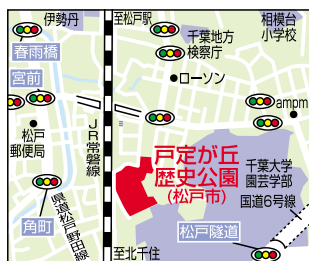 伊勢丹
至松戸駅
相模台
小学校
千葉地方
検察庁
春雨橋
ローソン
宮前
ampm
松戸
郵便局
JR常磐線
戸定が丘
歴史公園
(松戸市)
千葉大学
園芸学部
国道6号線
角町
県道松戸野田線
松戸隧道
至北千住